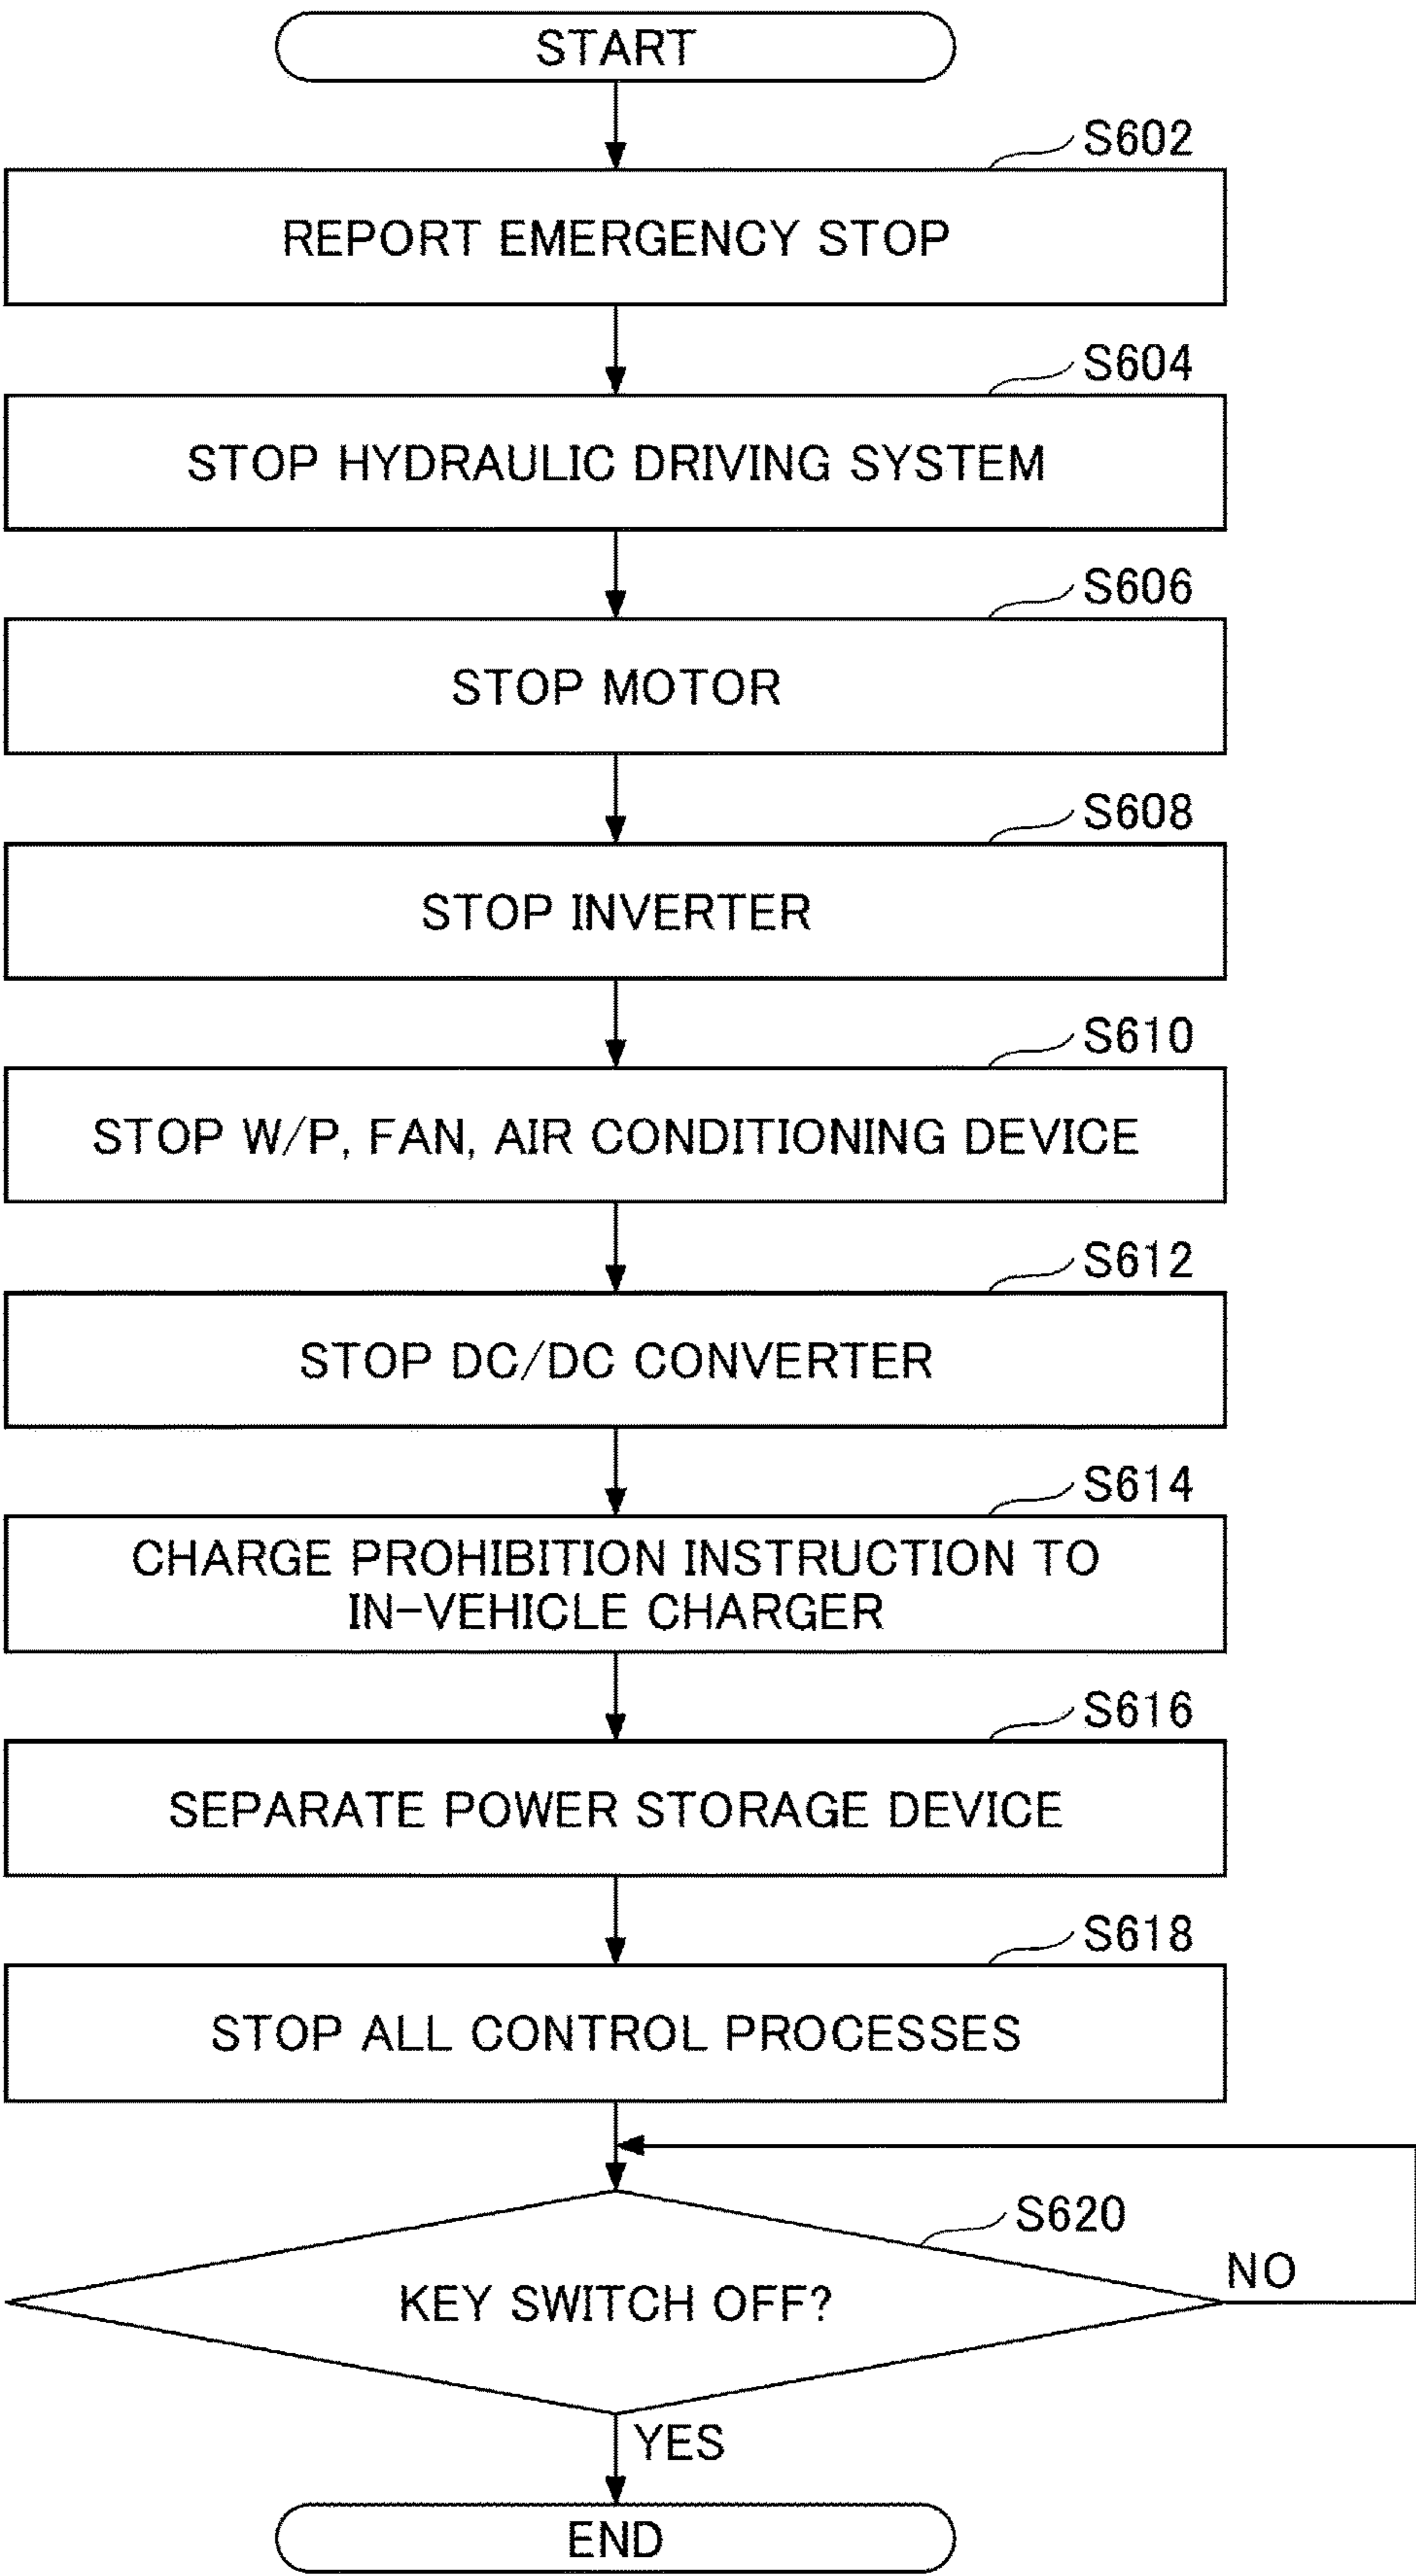 START
S602
REPORT EMERGENCY STOP
S604
STOP HYDRAULIC DRIVING SYSTEM
S606
STOP MOTOR
S608
STOP INVERTER
S610
STOP W/P, FAN, AIR CONDITIONING DEVICE
S612
STOP DC/DC CONVERTER
S614
CHARGE PROHIBITION INSTRUCTION TO
IN-VEHICLE CHARGER
S616
SEPARATE POWER STORAGE DEVICE
S618
STOP ALL CONTROL PROCESSES
S620
KEY SWITCH OFF?
NO
YES
END